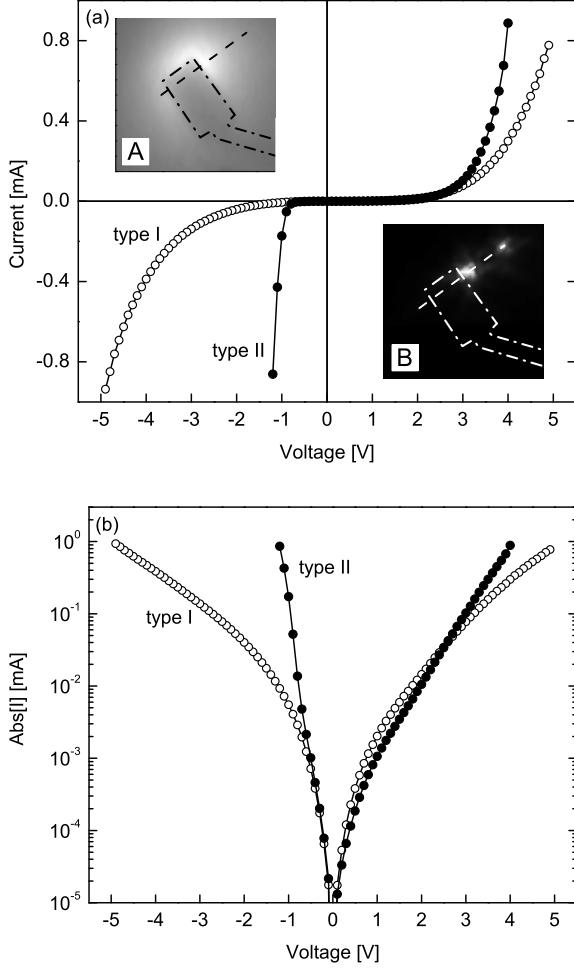 (a)
A
0.8
0.4
0.0
-0.4
-0.8
Current [mA]
type I
type II
B
-5 -4 -3 -2 -1 0 1 2 3 4 5
Voltage [V]
(b)
10^0
10^-1
10^-2
10^-3
10^-4
10^-5
Abs[I] [mA]
type II
type I
-5 -4 -3 -2 -1 0 1 2 3 4 5
Voltage [V]